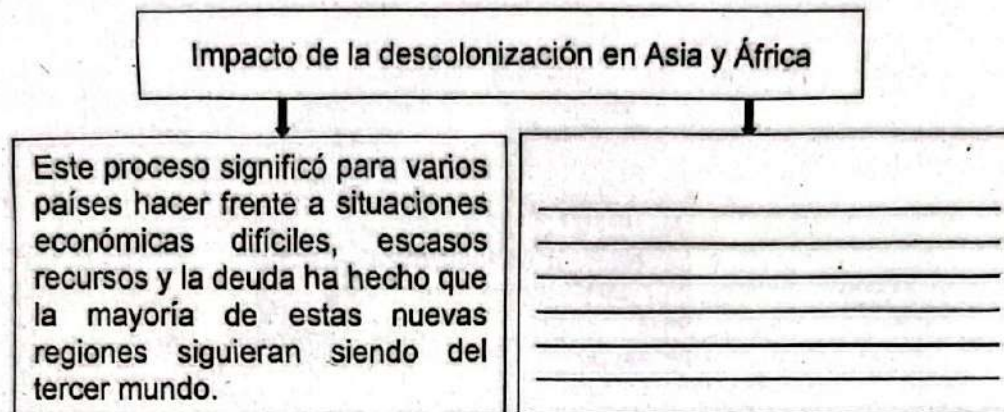 Impacto de la descolonización en Asia y África
Este proceso significó para varios
países hacer frente a situaciones
económicas difíciles, escasos
recursos y la deuda ha hecho que
la mayoría de estas nuevas
regiones siguieran siendo del
tercer mundo.